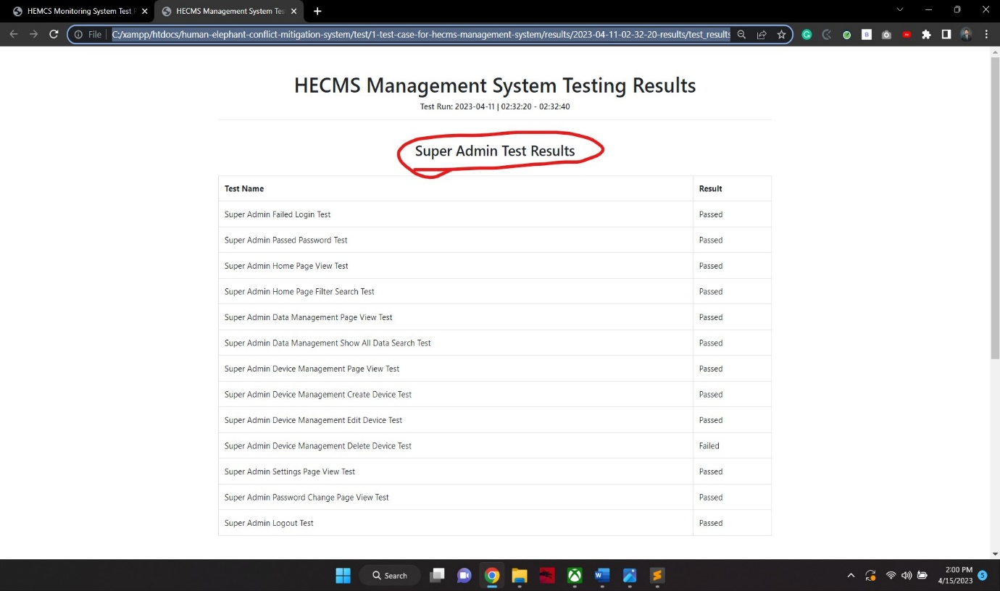 HEMCS Monitoring System Test
HECMS Management System Tes
File
C:/xampp/htdocs/human-elephant-conflict-mitigation-system/test/1-test-case-for-hecms-management-system/results/2023-04-11-02-32-20-results/test_results
HECMS Management System Testing Results
Test Run: 2023-04-11 | 02:32:20 - 02:32:40
Super Admin Test Results
Test Name Result
Super Admin Failed Login Test Passed
Super Admin Passed Password Test Passed
Super Admin Home Page View Test Passed
Super Admin Home Page Filter Search Test Passed
Super Admin Data Management Page View Test Passed
Super Admin Data Management Show All Data Search Test Passed
Super Admin Device Management Page View Test Passed
Super Admin Device Management Create Device Test Passed
Super Admin Device Management Edit Device Test Passed
Super Admin Device Management Delete Device Test Failed
Super Admin Settings Page View Test Passed
Super Admin Password Change Page View Test Passed
Super Admin Logout Test Passed
Search
2:00 PM
4/15/2023
5